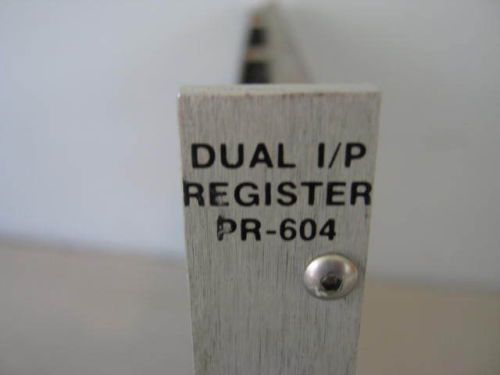 DUAL I/P
REGISTER
PR-604